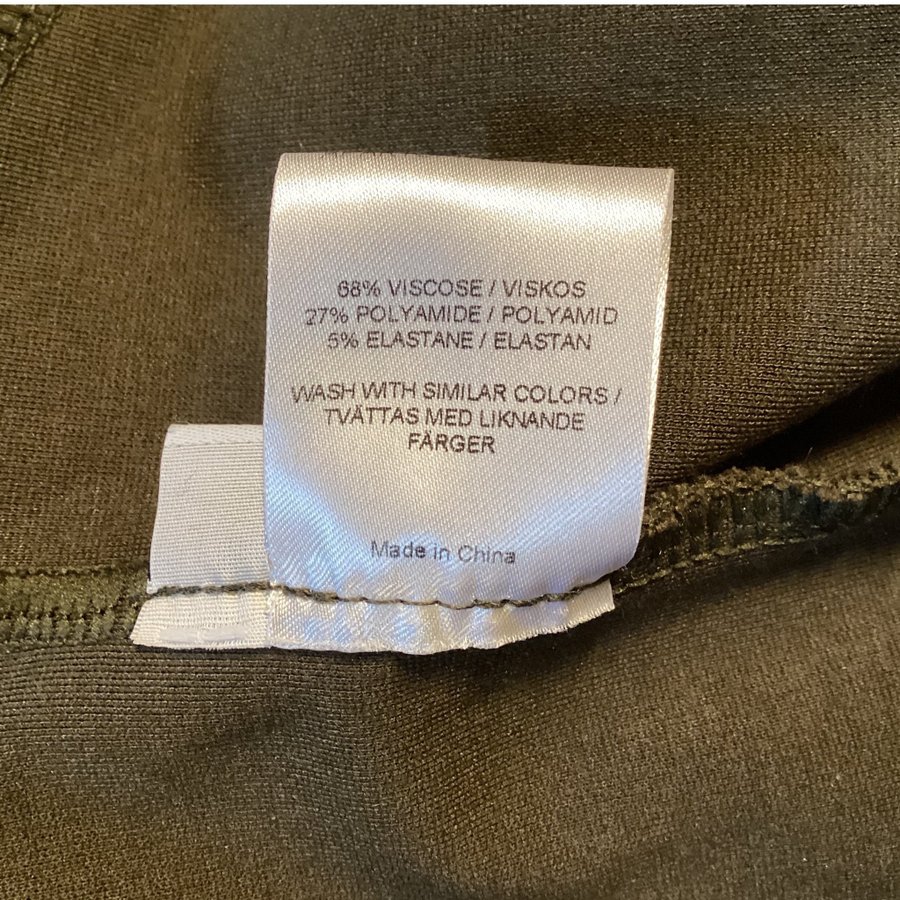 68% VISCOSE / VISKOS
27% POLYAMIDE / POLYAMID
5% ELASTANE / ELASTAN
WASH WITH SIMILAR COLORS /
TVÄTTAS MED LIKNANDE
FÄRGER
Made in China